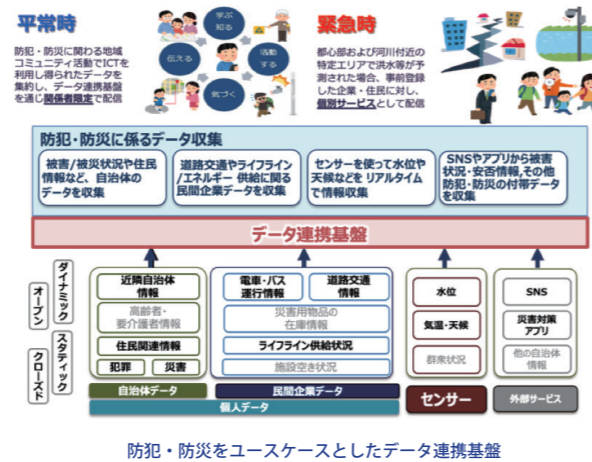 平常時
防犯・防災に関わる地域
コミュニティ活動でICTを
利用し得られたデータを
集約し、データ連携基盤
を通じ関係者限定で配信
学ぶ
知る
伝える
活動
する
気づく
緊急時
都心部および河川付近の
特定エリアで洪水等が予
測された場合、事前登録
した企業・住民に対し、
個別サービスとして配信
防犯・防災に係るデータ収集
被害/被災状況や住民
情報など、自治体の
データを収集
道路交通やライフライン
/エネルギー 供給に関る
民間企業データを収集
センサーを使って水位や
天候などを リアルタイム
で情報収集
SNSやアプリから被害
状況・安否情報,その他
防犯・防災の付帯データ
を収集
データ連携基盤
ダイナミック
オープン
スタティック
クローズド
近隣自治体
情報
高齢者・
要介護者情報
住民関連情報
犯罪
災害
自治体データ
電車・バス
運行情報
道路交通
情報
災害用物品の
在庫情報
ライフライン供給状況
施設空き状況
民間企業データ
個人データ
水位
気温・天候
群衆状況
センサー
SNS
災害対策
アプリ
他の自治体
情報
外部サービス
防犯・防災をユースケースとしたデータ連携基盤